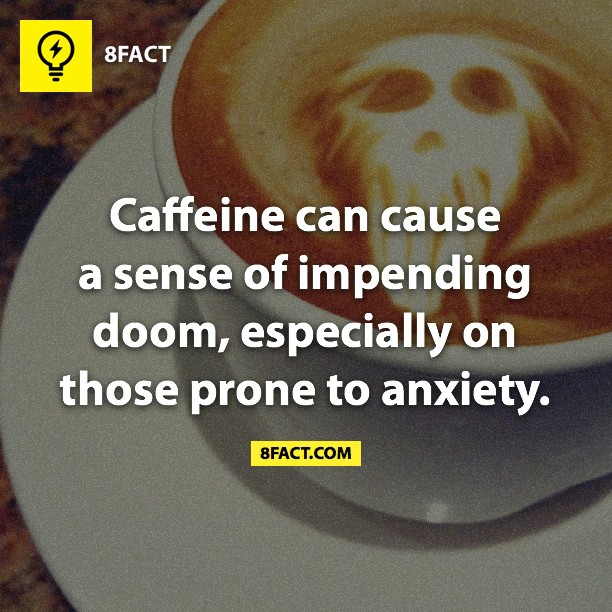 8FACT
Caffeine can cause
a sense of impending
doom, especially on
those prone to anxiety.
8FACT.COM